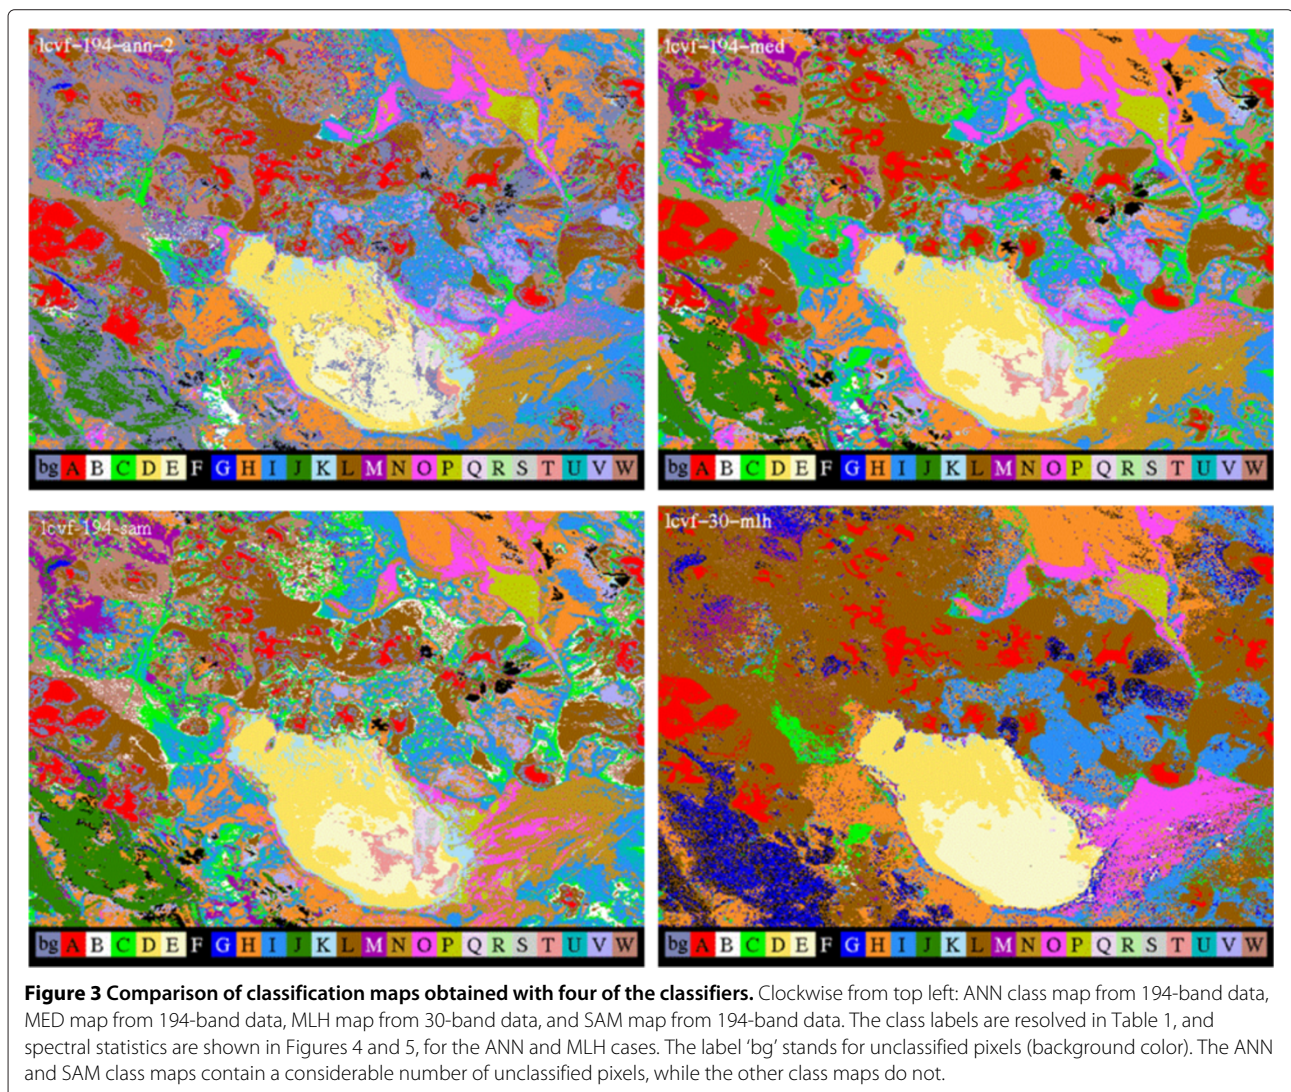 lcvf-194-ann-2
lcvf-194-med
bg A B C D E F G H I J K L M N O P Q R S T U V W
bg A B C D E F G H I J K L M N O P Q R S T U V W
lcvf-194-sam
lcvf-30-mlh
bg A B C D E F G H I J K L M N O P Q R S T U V W
bg A B C D E F G H I J K L M N O P Q R S T U V W
Figure 3 Comparison of classification maps obtained with four of the classifiers. Clockwise from top left: ANN class map from 194-band data,
MED map from 194-band data, MLH map from 30-band data, and SAM map from 194-band data. The class labels are resolved in Table 1, and
spectral statistics are shown in Figures 4 and 5, for the ANN and MLH cases. The label ‘bg’ stands for unclassified pixels (background color). The ANN
and SAM class maps contain a considerable number of unclassified pixels, while the other class maps do not.